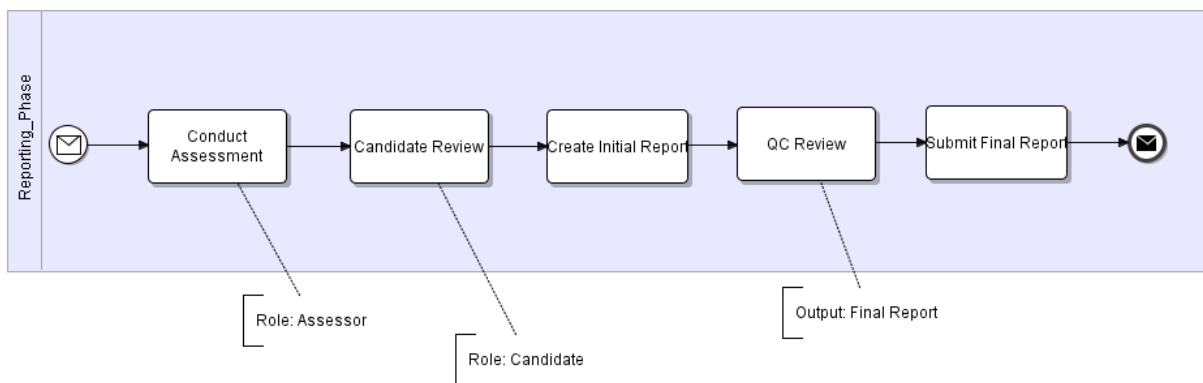 Reporting_Phase
Conduct
Assessment
Candidate Review
Create Initial Report
QC Review
Submit Final Report
Role: Assessor
Role: Candidate
Output: Final Report